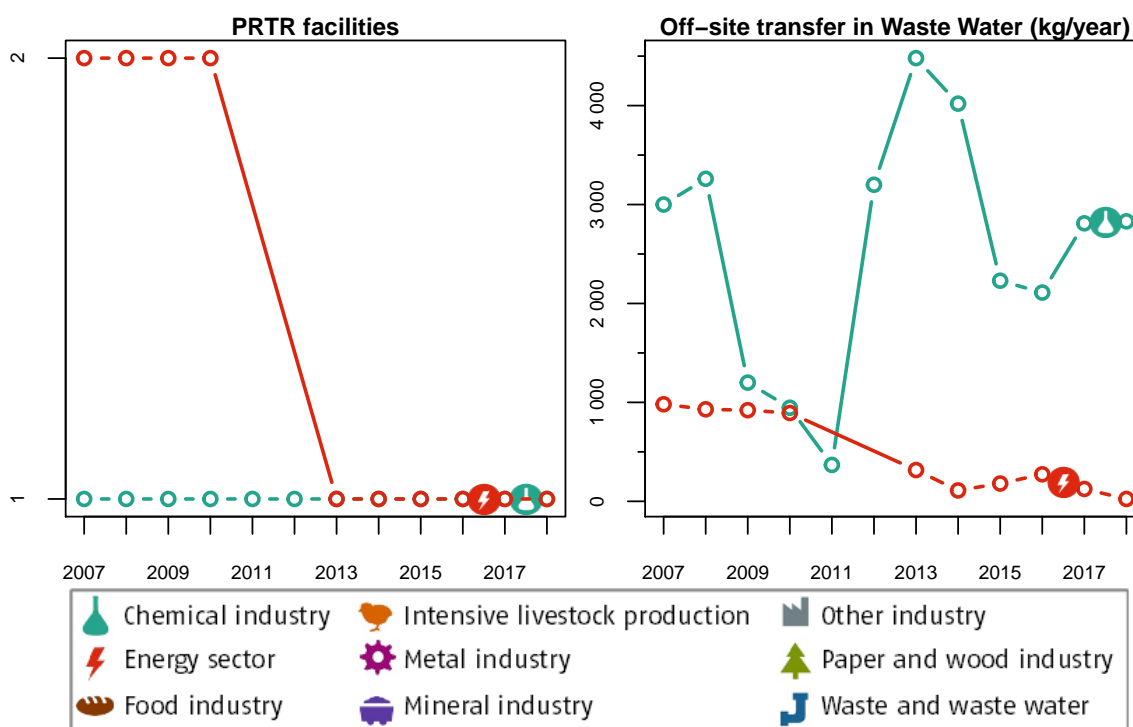 PRTR facilities
2
1
2007 2009 2011 2013 2015 2017
Off−site transfer in Waste Water (kg/year)
4 000
3 000
2 000
1 000
0
2007 2009 2011 2013 2015 2017
Chemical industry Intensive livestock production Other industry
Energy sector Metal industry Paper and wood industry
Food industry Mineral industry Waste and waste water